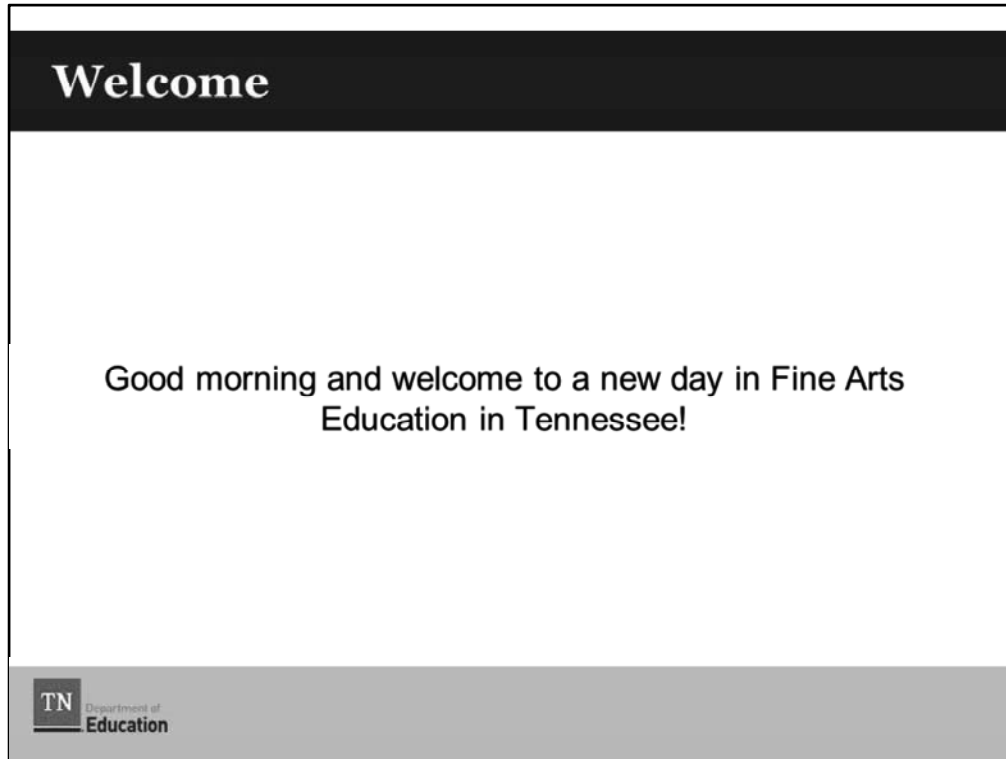 Welcome
Good morning and welcome to a new day in Fine Arts
Education in Tennessee!
TN
Department of
Education